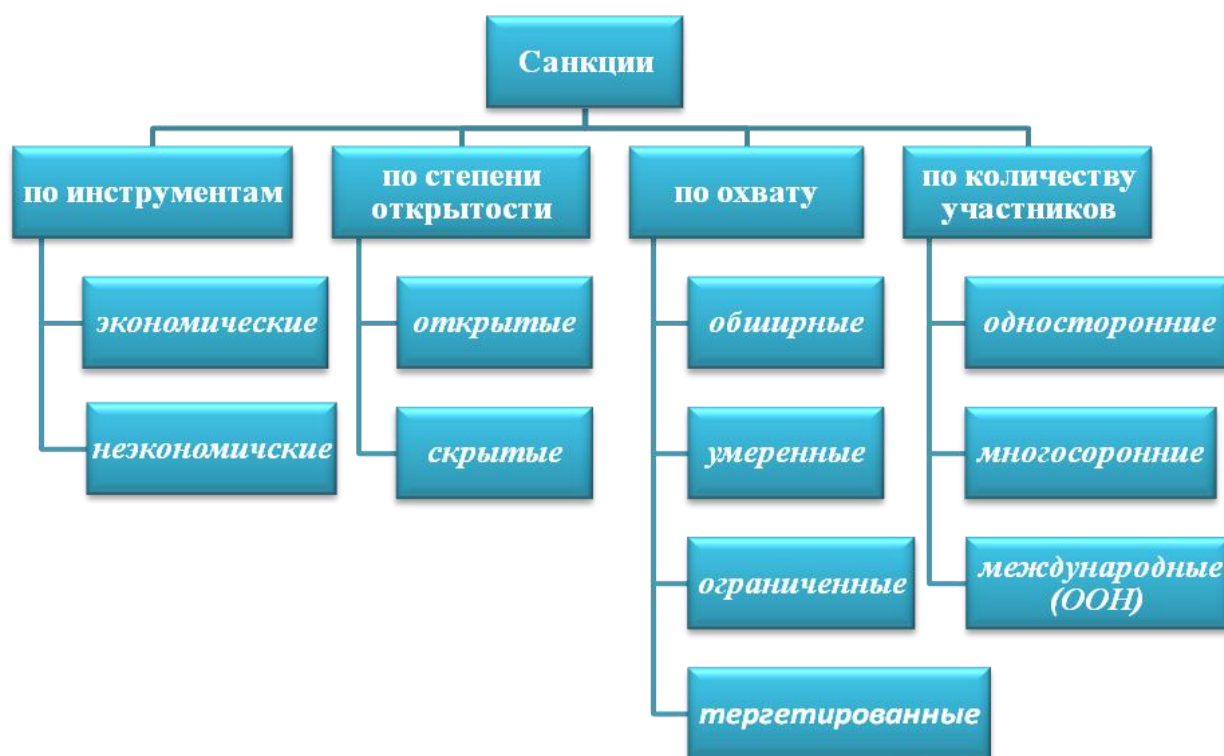 Санкции
по инструментам
по степени
открытости
по охвату
по количеству
участников
экономические
неэкономичские
открытые
скрытые
обширные
умеренные
ограниченные
тергетированные
односторонние
многосоронние
международные
(ООН)